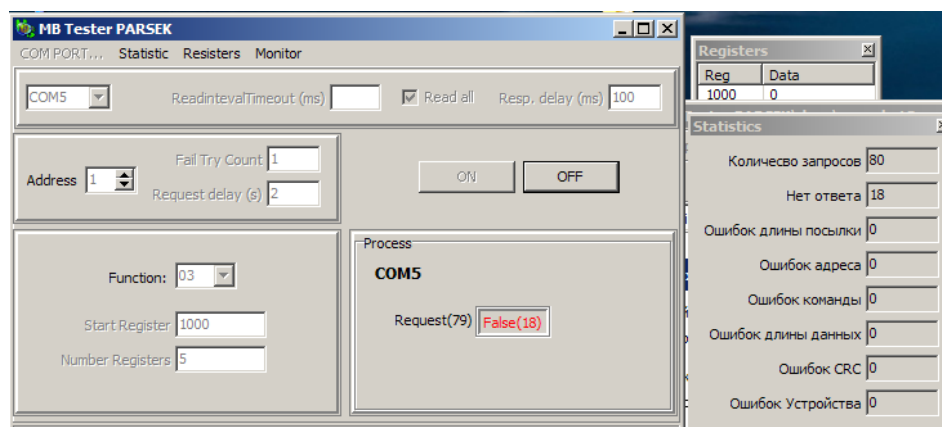 MB Tester PARSEK
COM PORT... Statistic Resisters Monitor
COM5 ReadintevalTimeout (ms) Read all Resp. delay (ms) 100
Address 1 Fail Try Count 1
Request delay (s) 2
ON OFF
Function: 03
Start Register 1000
Number Registers 5
Process
COM5
Request(79) False(18)
Registers
Reg Data
1000 0
Statistics
Количесво запросов 80
Нет ответа 18
Ошибок длины посылки 0
Ошибок адреса 0
Ошибок команды 0
Ошибок длины данных 0
Ошибок CRC 0
Ошибок Устройства 0